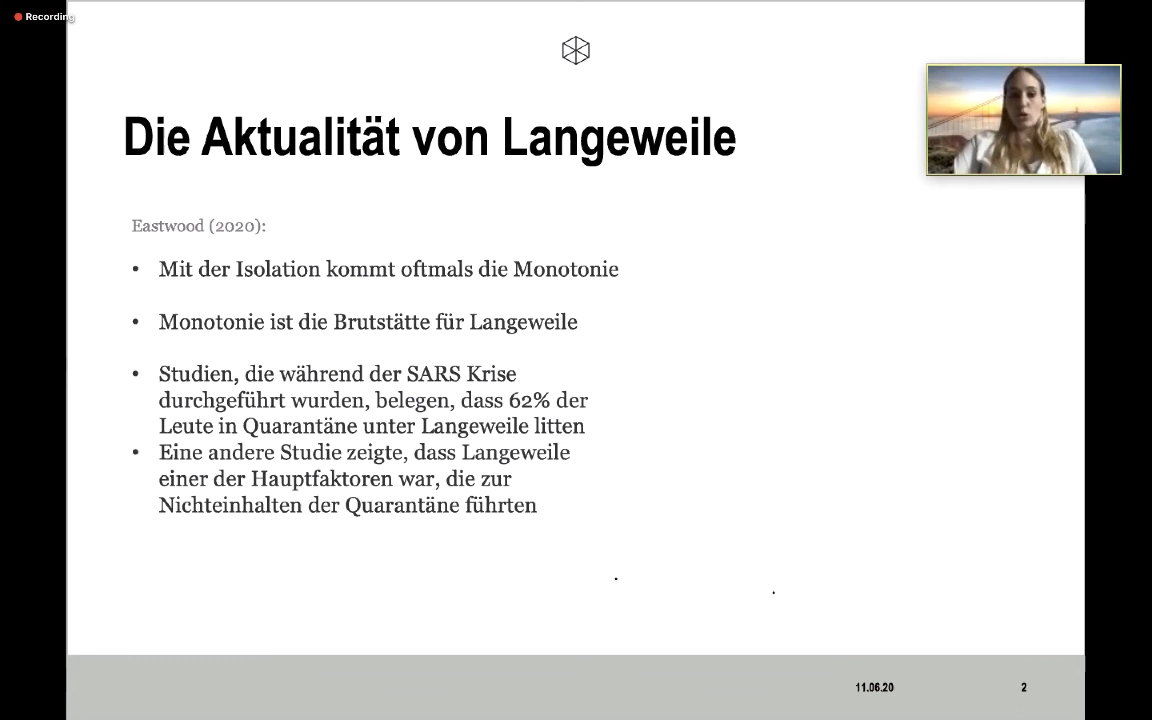 Recording
Die Aktualität von Langeweile
Eastwood (2020):
• Mit der Isolation kommt oftmals die Monotonie
• Monotonie ist die Brutstätte für Langeweile
• Studien, die während der SARS Krise
durchgeführt wurden, belegen, dass 62% der
Leute in Quarantäne unter Langeweile litten
• Eine andere Studie zeigte, dass Langeweile
einer der Hauptfaktoren war, die zur
Nichteinhalten der Quarantäne führten
11.06.20 2